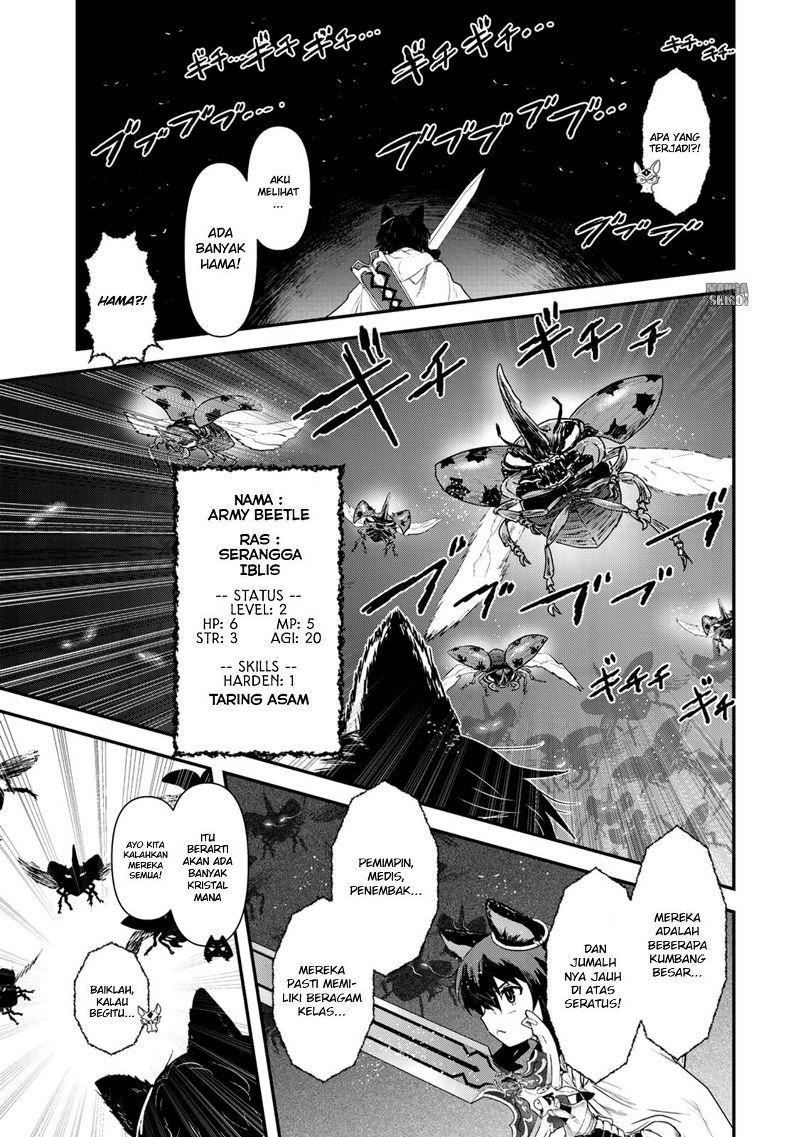 ギチ…
ギチ…
ギチ
ギチ
ギチギチ…
ブブブブ….
ブブブブ ブブブ…
ブブブ
APA YANG
TERJADI?!
AKU
MELIHAT
...
ADA
BANYAK
HAMA!
HAMA?!
MANGA
SKIRO!
ギチ
ギチ
ギチ
ギチギチ
NAMA :
ARMY BEETLE
RAS :
SERANGGA
IBLIS
-- STATUS --
LEVEL: 2
HP: 6 MP: 5
STR: 3 AGI: 20
-- SKILLS --
HARDEN: 1
TARING ASAM
MEREKA
ADALAH
BEBERAPA
KUMBANG
BESAR...
DAN
JUMALH
NYA JAUH
DI ATAS
SERATUS!
PEMIMPIN,
MEDIS,
PENEMBAK...
MEREKA
PASTI MEMI-
LIKI BERAGAM
KELAS...
ITU
BERARTI
AKAN ADA
BANYAK
KRISTAL
MANA
AYO KITA
KALAHKAN
MEREKA
SEMUA!
BAIKLAH,
KALAU
BEGITU...